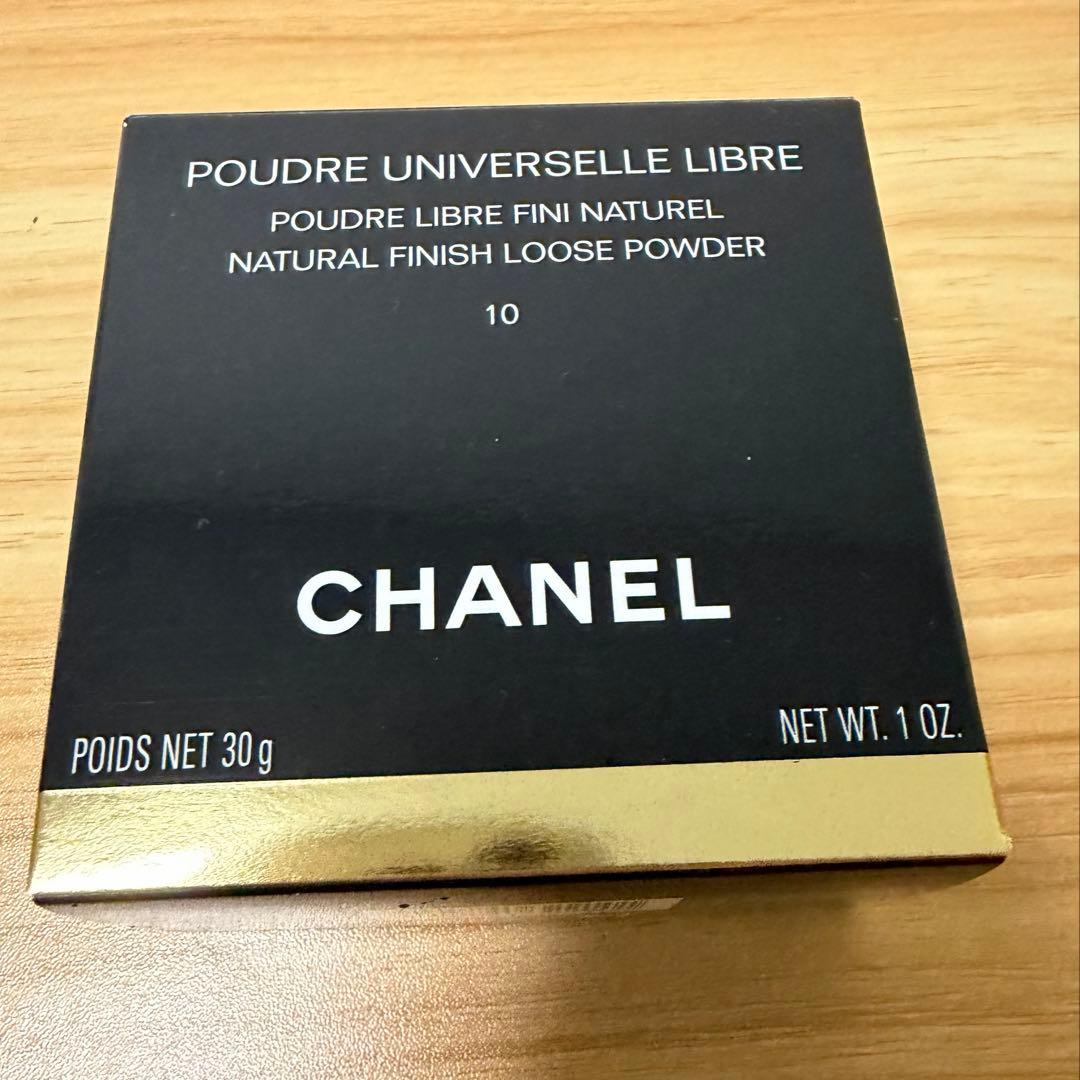 POUDRE UNIVERSELLE LIBRE
POUDRE LIBRE FINI NATUREL
NATURAL FINISH LOOSE POWDER
10
CHANEL
POIDS NET 30 g
NET WT. 1 OZ.